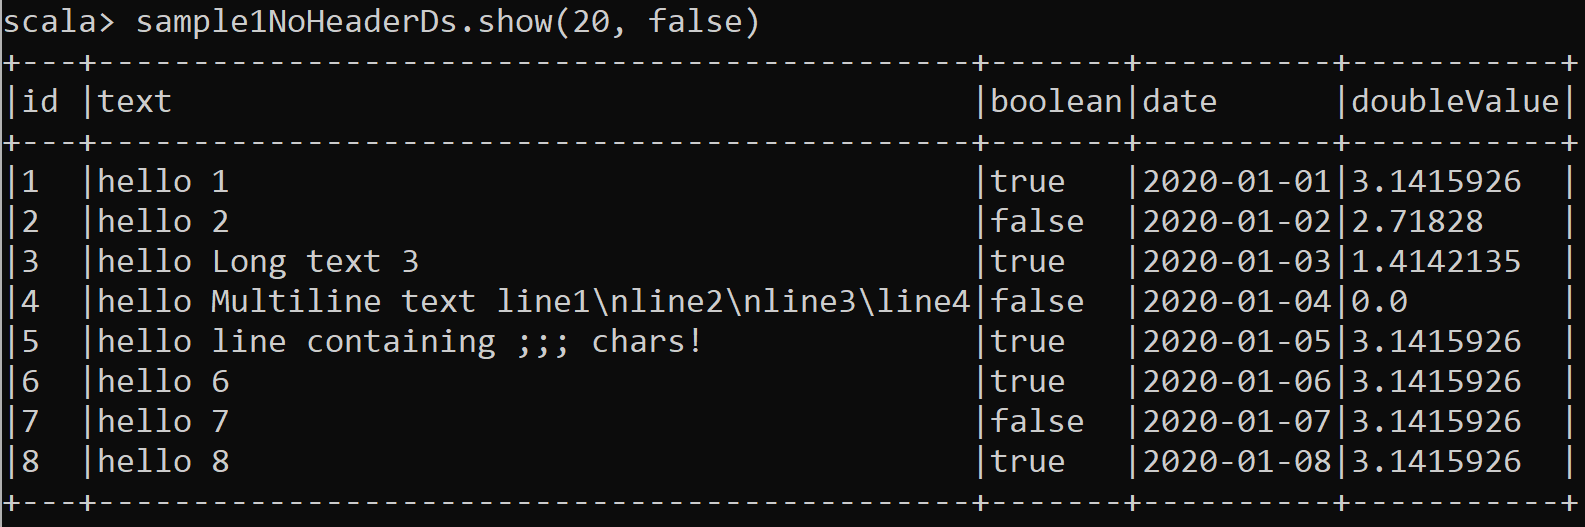 scala> sample1NoHeaderDs.show(20, false)
+---+----------------------------------------------+-------+----------+-----------+
|id |text                                          |boolean|date      |doubleValue|
+---+----------------------------------------------+-------+----------+-----------+
|1  |hello 1                                       |true   |2020-01-01|3.1415926  |
|2  |hello 2                                       |false  |2020-01-02|2.71828    |
|3  |hello Long text 3                             |true   |2020-01-03|1.4142135  |
|4  |hello Multiline text line1\nline2\nline3\line4|false  |2020-01-04|0.0        |
|5  |hello line containing ;;; chars!              |true   |2020-01-05|3.1415926  |
|6  |hello 6                                       |true   |2020-01-06|3.1415926  |
|7  |hello 7                                       |false  |2020-01-07|3.1415926  |
|8  |hello 8                                       |true   |2020-01-08|3.1415926  |
+---+----------------------------------------------+-------+----------+-----------+